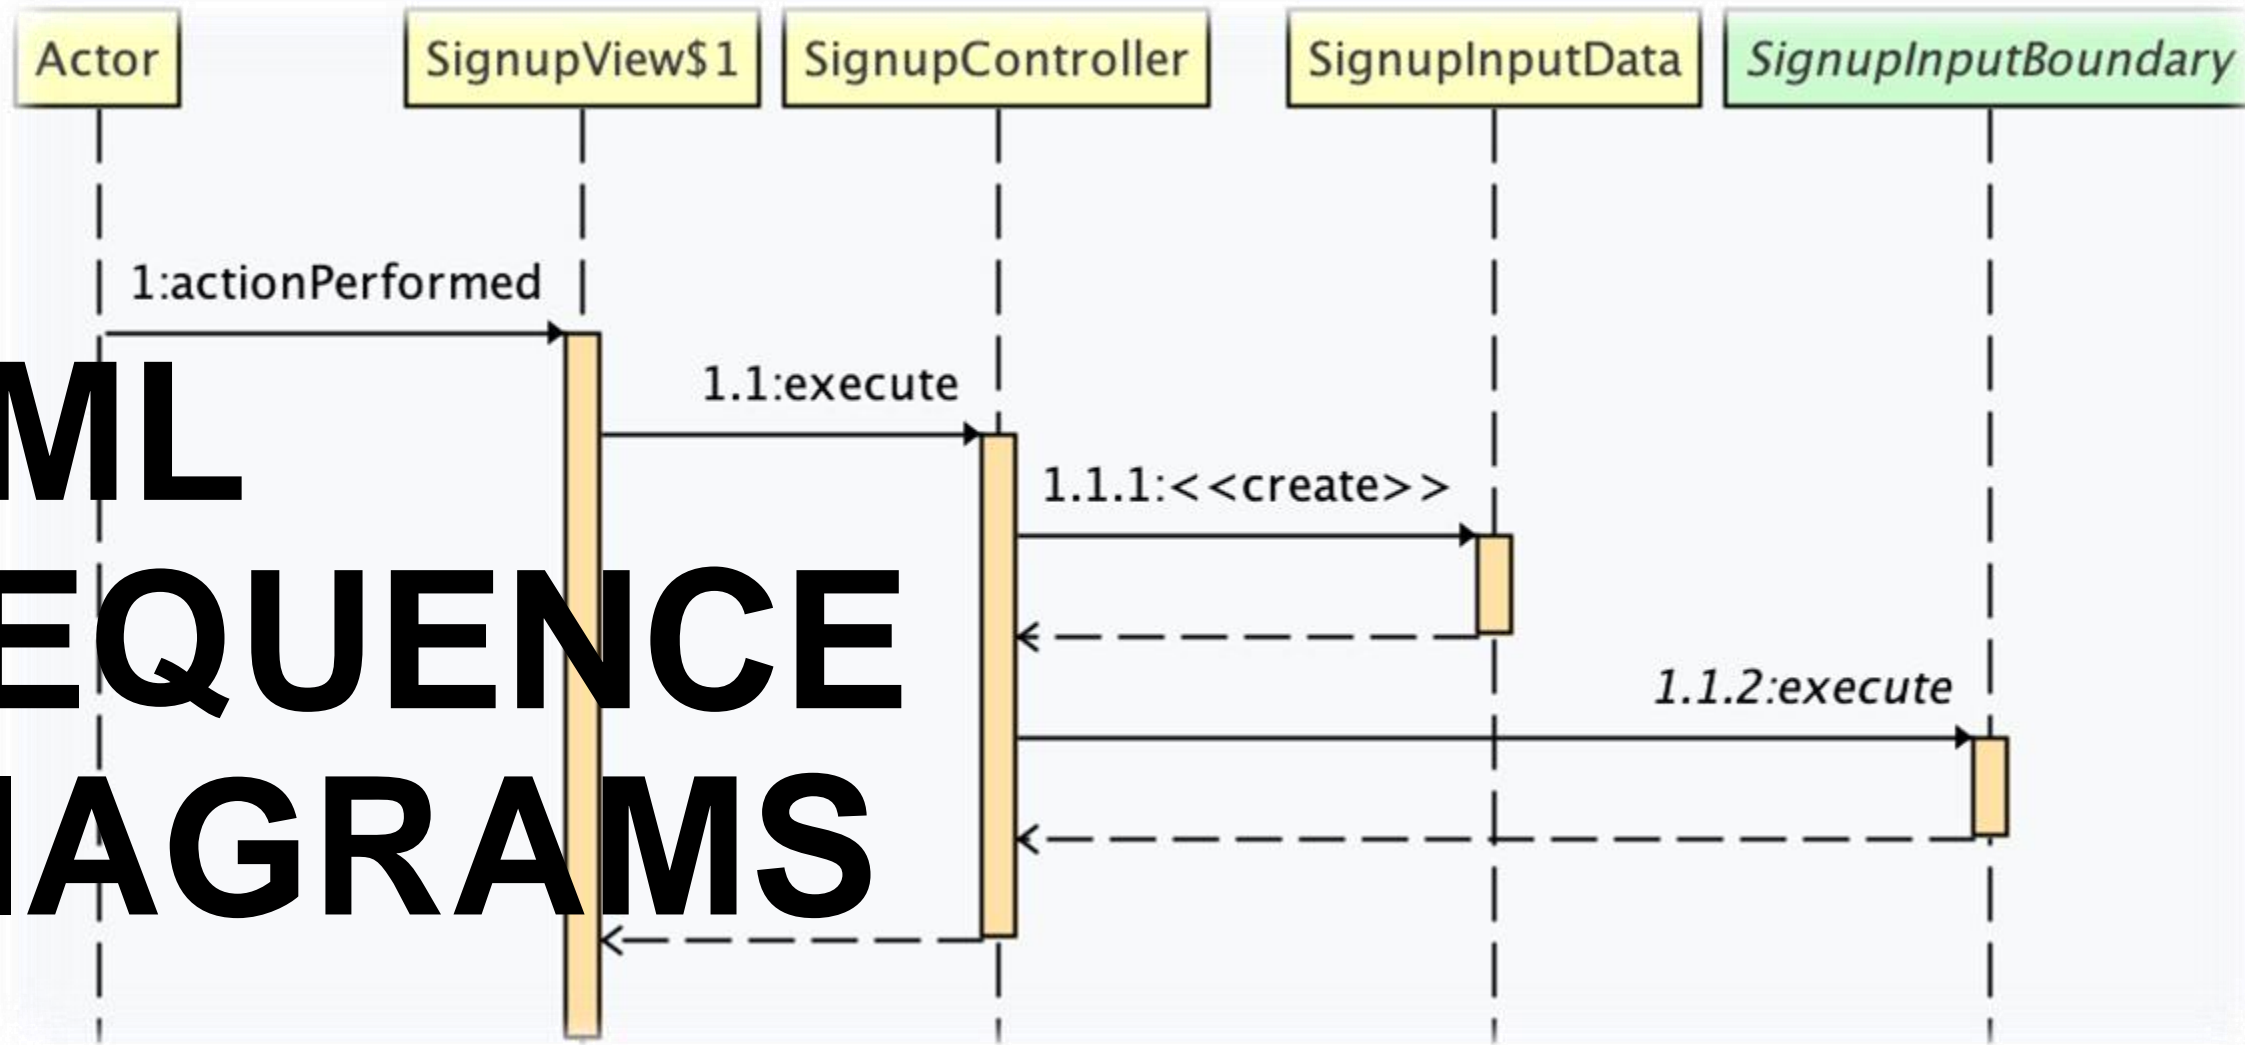 Actor SignupView$1 SignupController SignupInputData SignupInputBoundary
1:actionPerformed
1.1:execute
1.1.1:<<create>>
1.1.2:execute
ML
EQUENCE
IAGRAMS